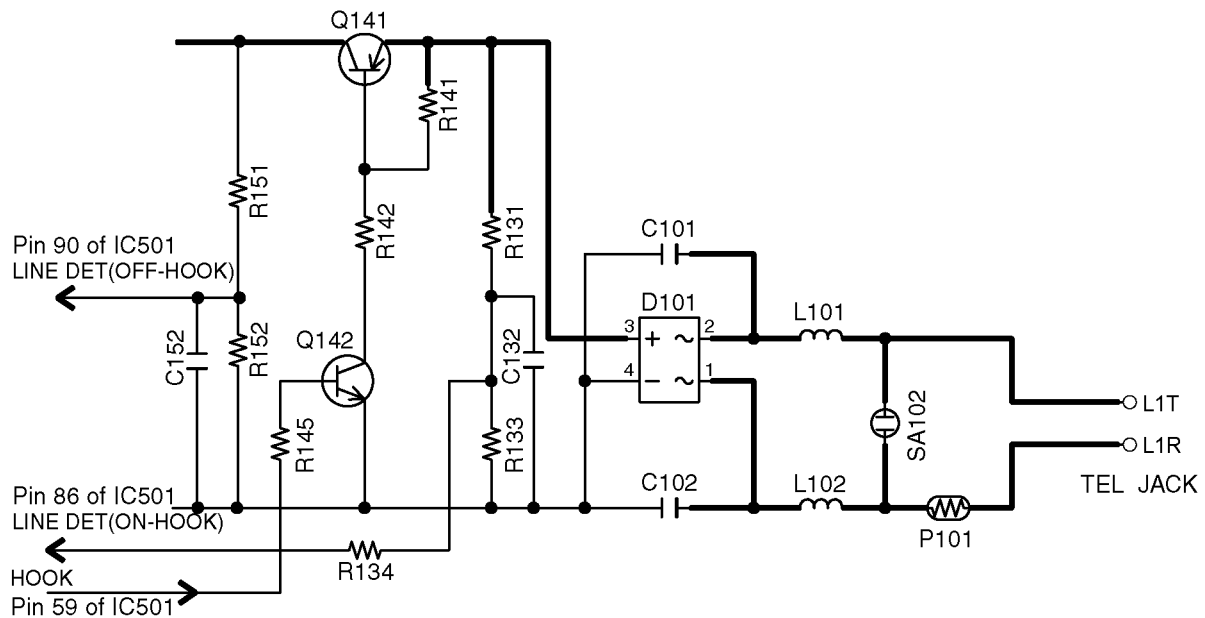 Q141
R141
R151
R142
R131
C101
Pin 90 of IC501
LINE DET(OFF-HOOK)
D101
L101
3 + ~ 2
4 - ~ 1
Q142
C152
R152
C132
SA102
L1T
L1R
R145
R133
TEL JACK
C102
L102
Pin 86 of IC501
LINE DET(ON-HOOK)
P101
R134
HOOK
Pin 59 of IC501